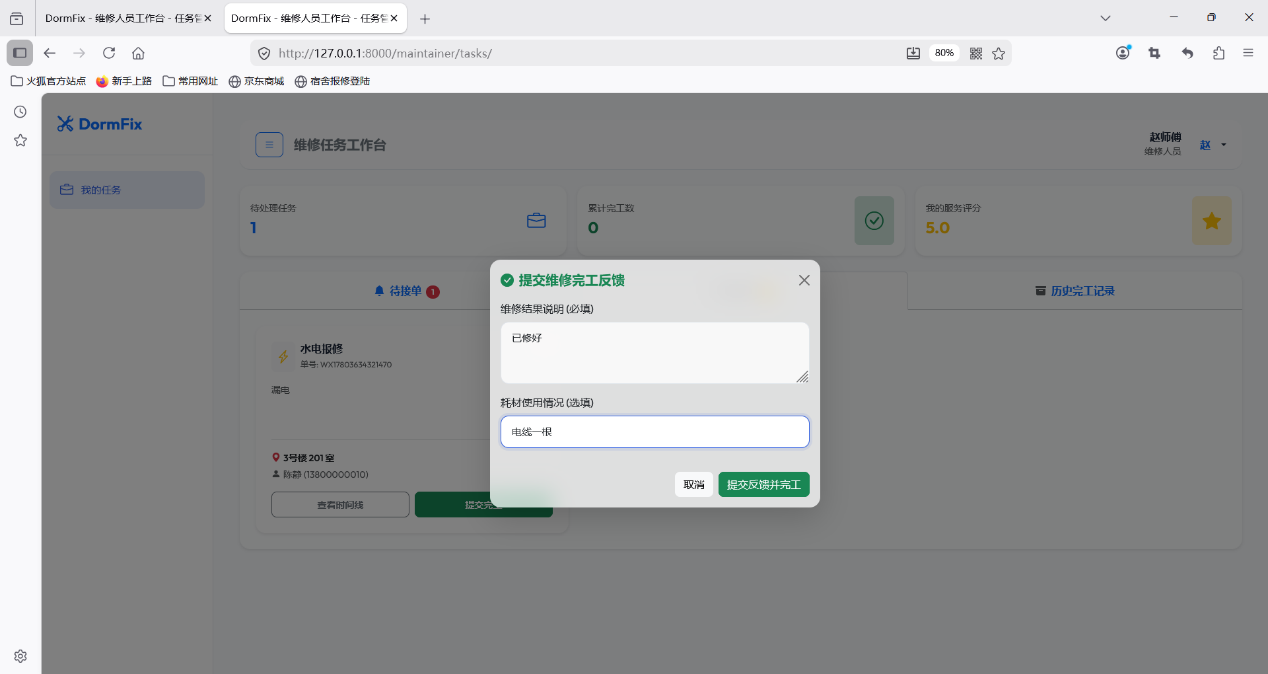 DormFix - 维修人员工作台 - 任务管
DormFix - 维修人员工作台 - 任务管
http://127.0.0.1:8000/maintainer/tasks/
80%
火狐官方站点
新手上路
常用网址
京东商城
宿舍报修登陆
DormFix
维修任务工作台
赵师傅
维修人员
赵
我的任务
待处理任务
1
累计完工数
0
我的服务评分
5.0
待接单 1
历史完工记录
水电报修
单号: WX17803634321470
漏电
3号楼 201 室
陈静 (13800000010)
查看时间线
提交完工
提交维修完工反馈
维修结果说明 (必填)
已修好
耗材使用情况 (选填)
电线一根
取消
提交反馈并完工